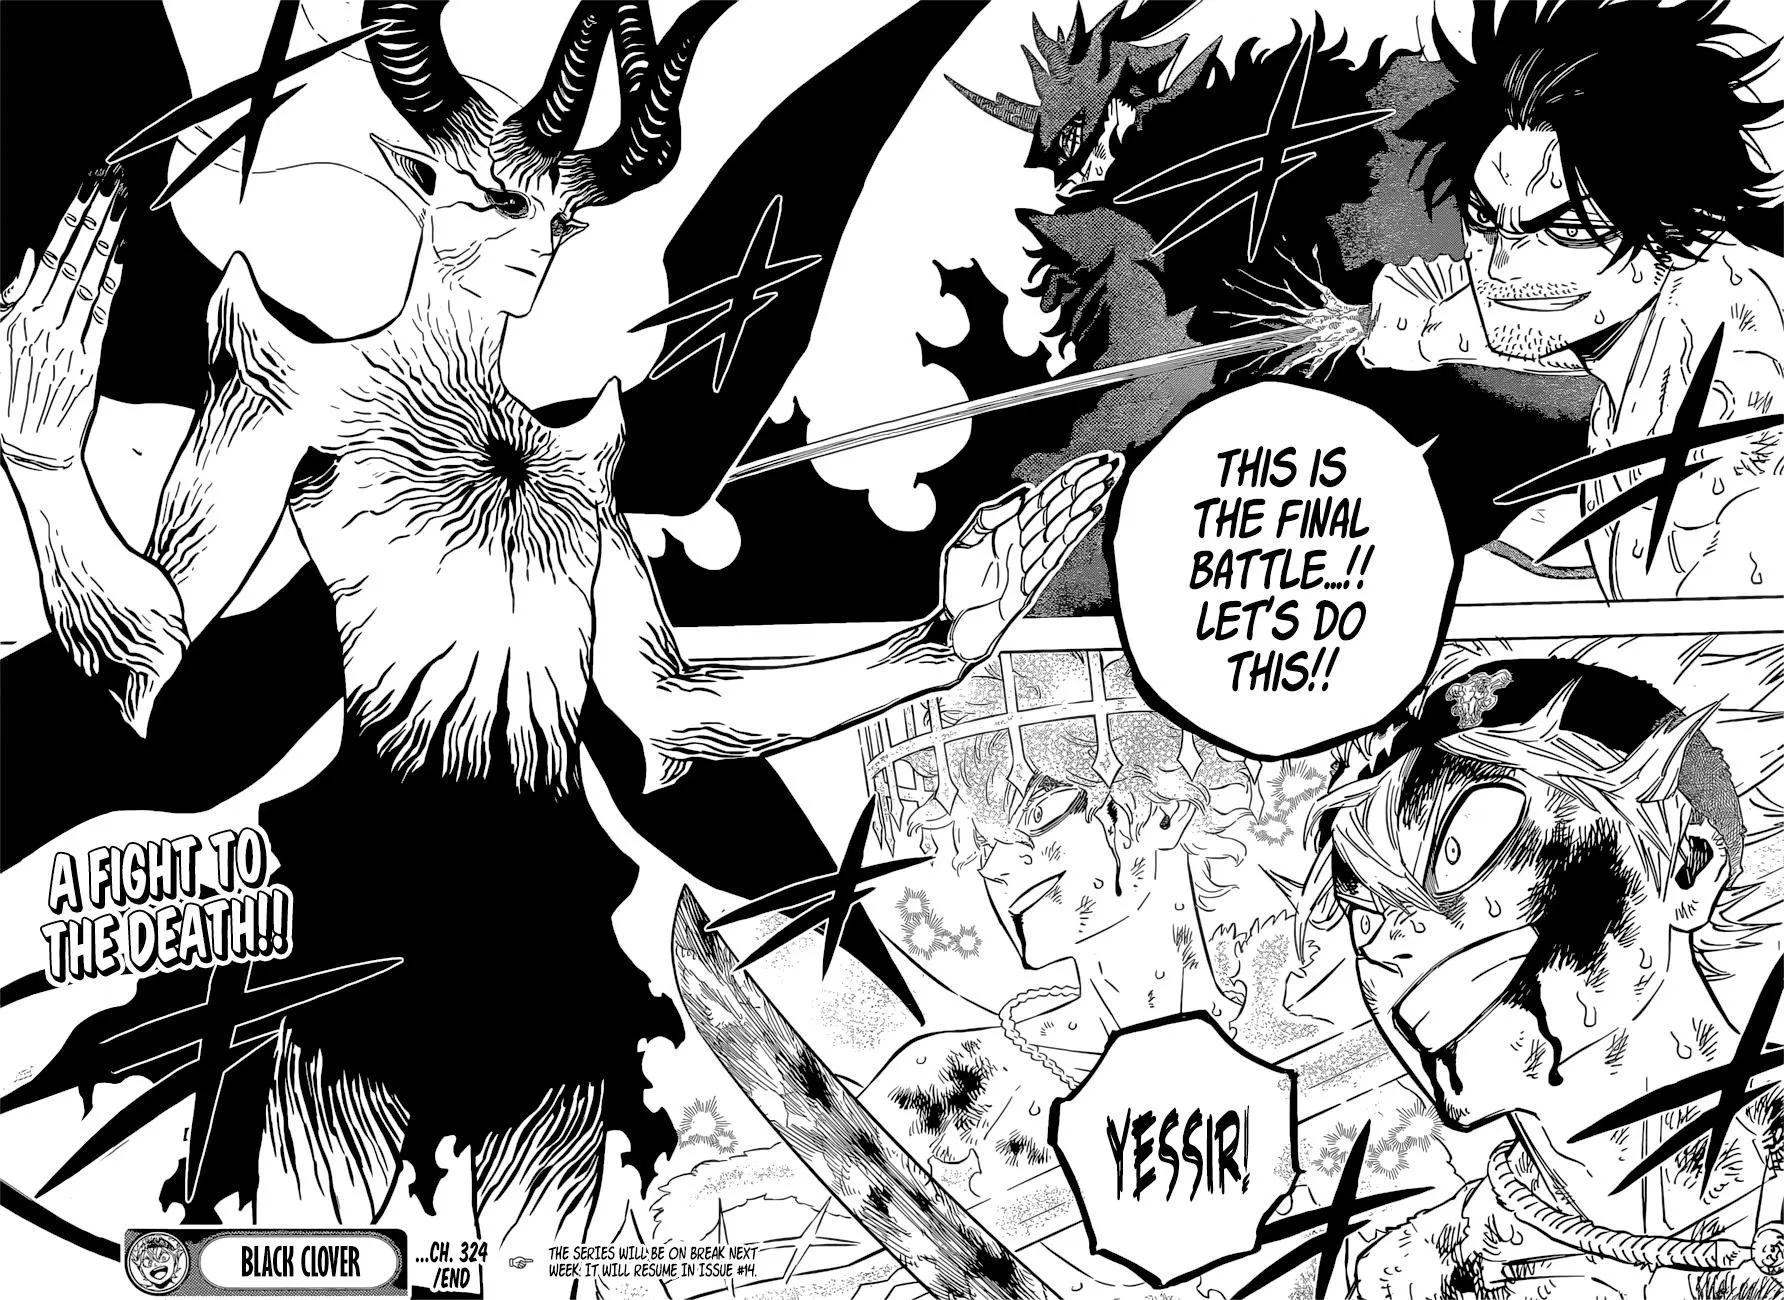 THIS IS
THE FINAL
BATTLE...!!
LET'S DO
THIS!!
YESSIR!
A FIGHT TO
THE DEATH!!
BLACK CLOVER
...CH. 324
/END
THE SERIES WILL BE ON BREAK NEXT
WEEK. IT WILL RESUME IN ISSUE #14.